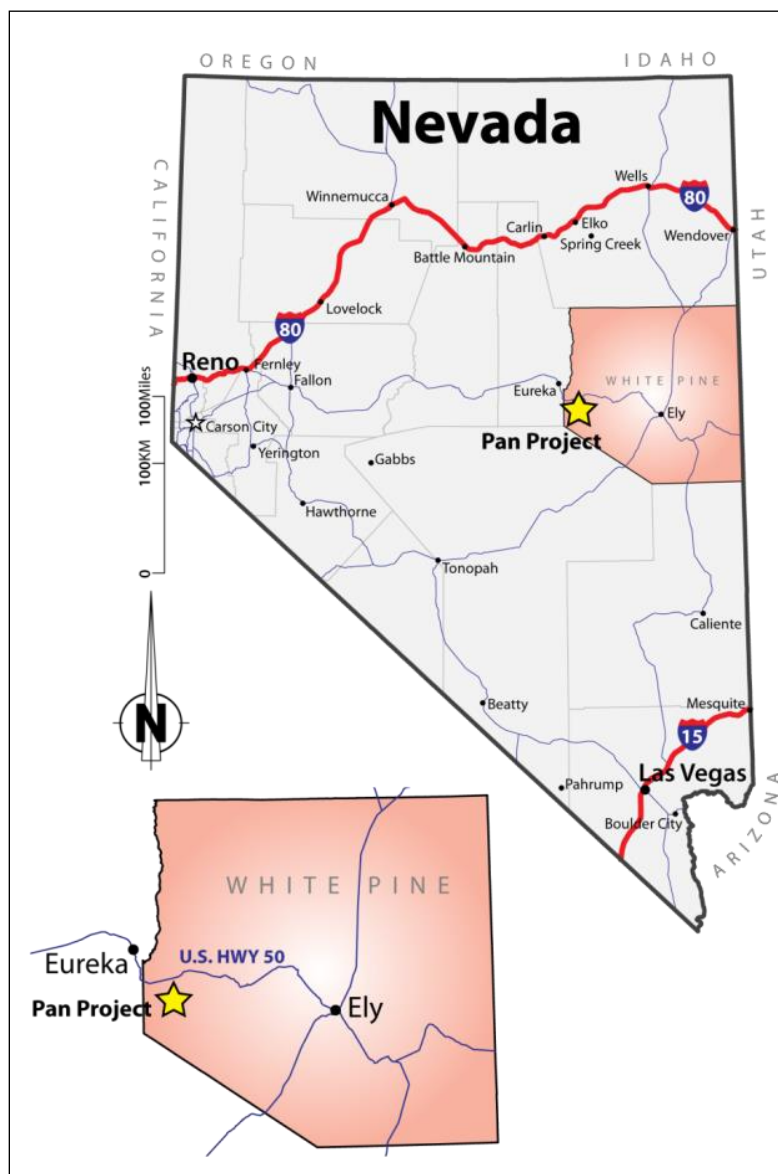 OREGON
IDAHO
Nevada
CALIFORNIA
UTAH
Wells
80
Winnemucca
Elko
Carlin
Spring Creek
Wendover
Battle Mountain
Lovelock
80
Reno
Fernley
Fallon
Eureka
WHITE PINE
Ely
Pan Project
100Miles
100KM
0
Carson City
Yerington
Gabbs
Hawthorne
Tonopah
Caliente
Beatty
Mesquite
15
Las Vegas
Pahrump
Boulder City
ARIZONA
N
WHITE PINE
U.S. HWY 50
Eureka
Pan Project
Ely